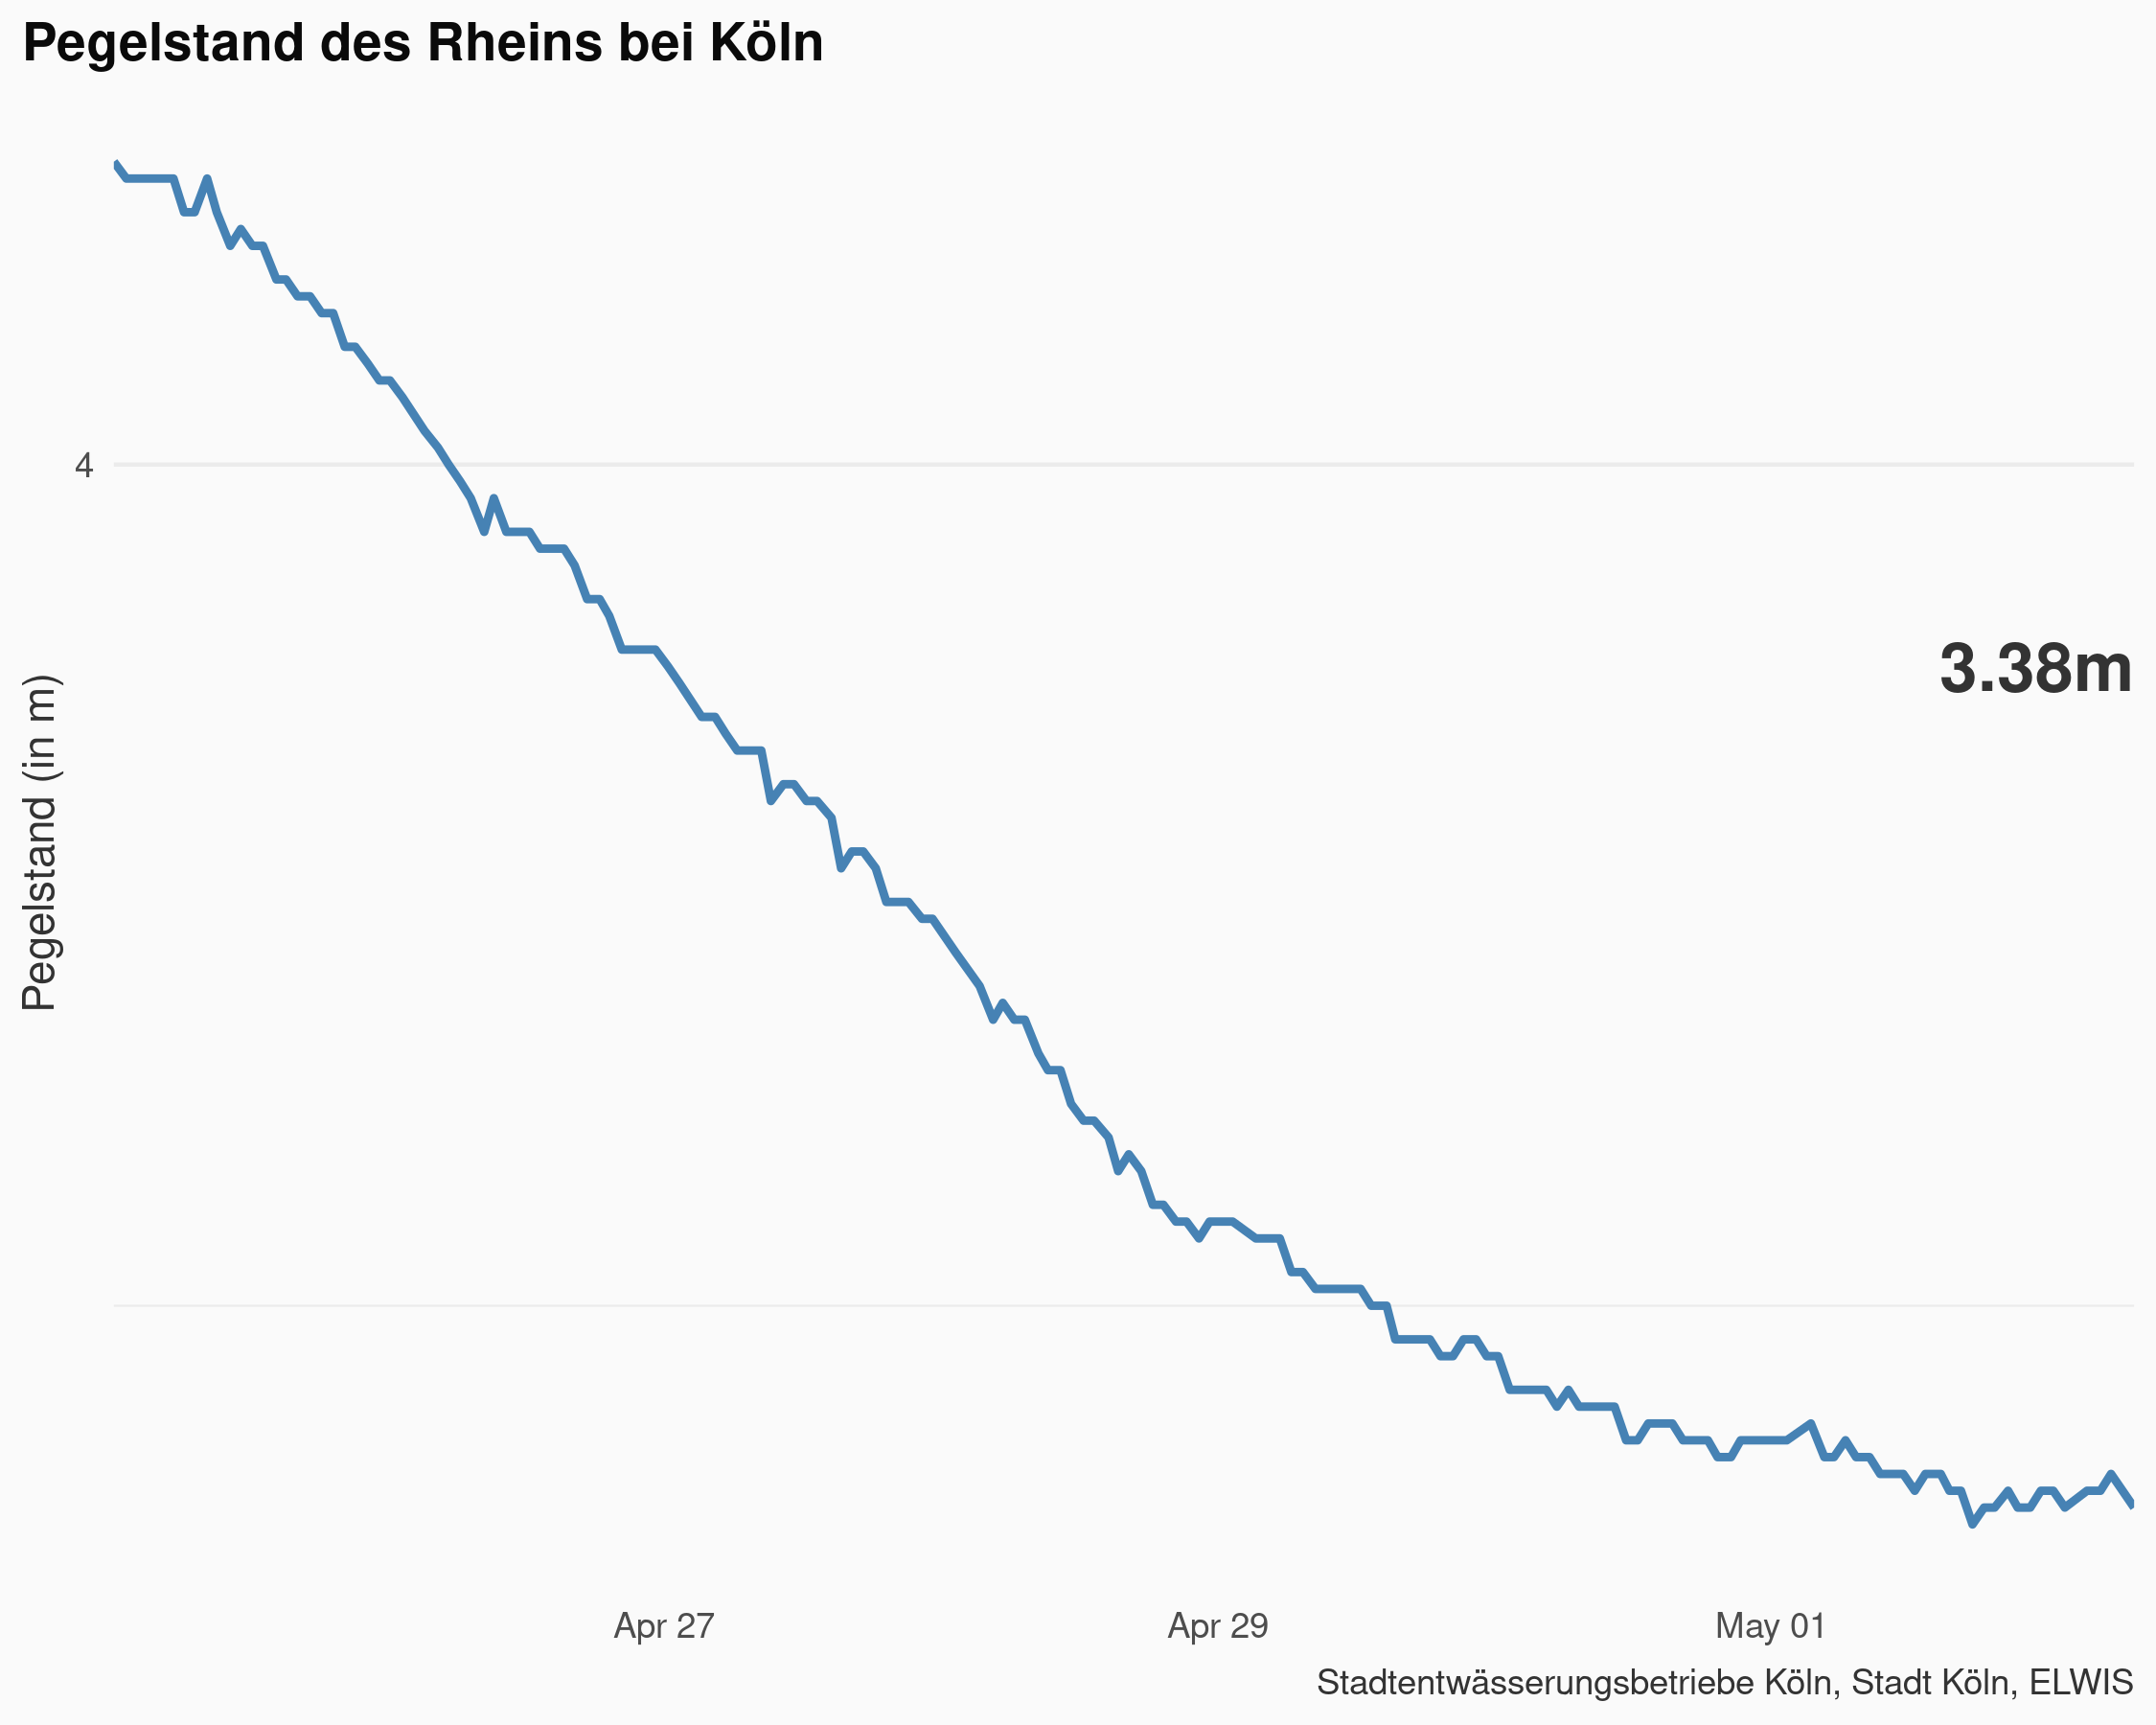 Pegelstand des Rheins bei Köln
4
3.38m
Pegelstand (in m)
Apr 27
Apr 29
May 01
Stadtentwässerungsbetriebe Köln, Stadt Köln, ELWIS